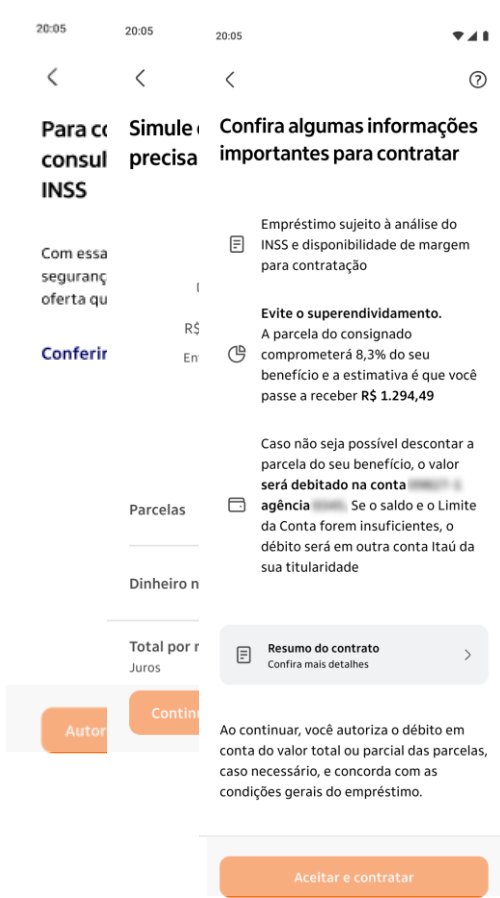 20:05
Para co
consul
INSS
Com essa
seguranç
oferta qu
Conferir
Autor
20:05
Simule
precisa
R$
En
Parcelas
Dinheiro n
Total por
Juros
Contin
20:05
Confira algumas informações
importantes para contratar
Empréstimo sujeito à análise do
INSS e disponibilidade de margem
para contratação
Evite o superendividamento.
A parcela do consignado
comprometerá 8,3% do seu
benefício e a estimativa é que você
passe a receber R$ 1.294,49
Caso não seja possível descontar a
parcela do seu benefício, o valor
será debitado na conta
agência Se o saldo e o Limite
da Conta forem insuficientes, o
débito será em outra conta Itaú da
sua titularidade
Resumo do contrato
Confira mais detalhes
Ao continuar, você autoriza o débito em
conta do valor total ou parcial das parcelas,
caso necessário, e concorda com as
condições gerais do empréstimo.
Aceitar e contratar